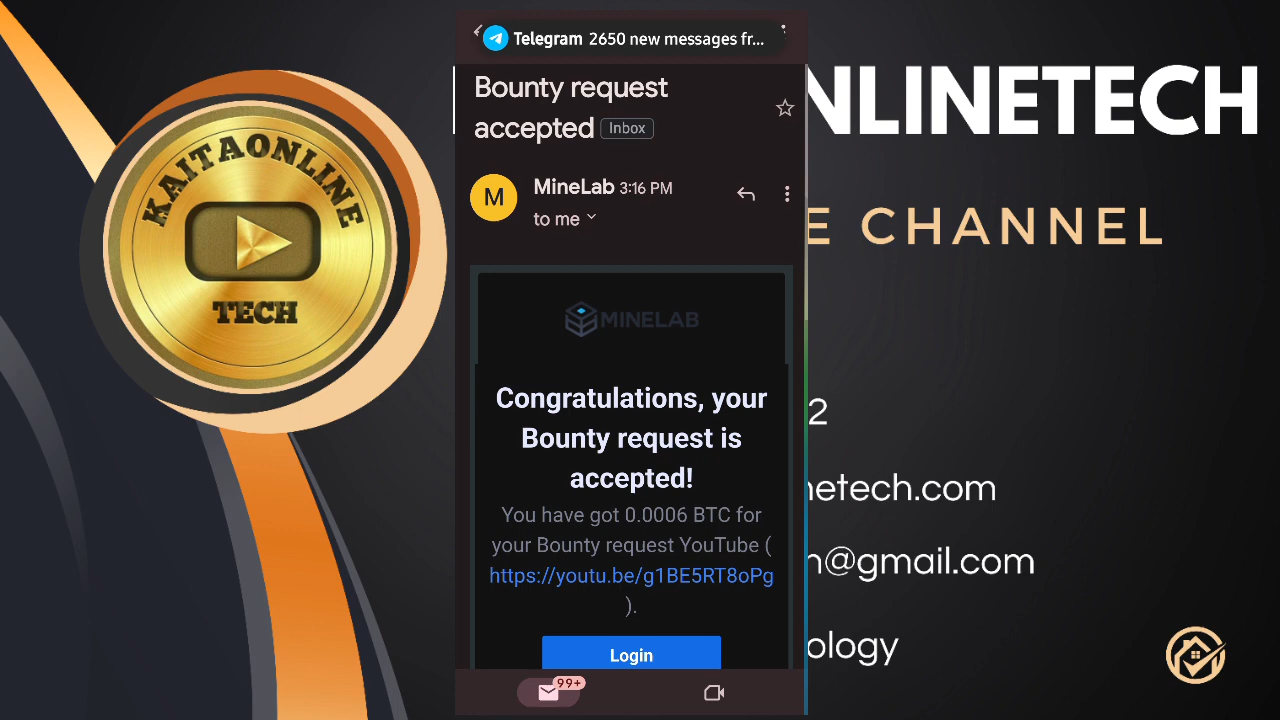 KAITAONLINE
TECH
Telegram 2650 new messages fr...
Bounty request
accepted Inbox
M
MineLab 3:16 PM
to me
MINELAB
Congratulations, your
Bounty request is
accepted!
You have got 0.0006 BTC for
your Bounty request YouTube (
https://youtu.be/g1BE5RT8oPg
).
Login
99+
NLINETECH
E CHANNEL
2
netech.com
n@gmail.com
ology